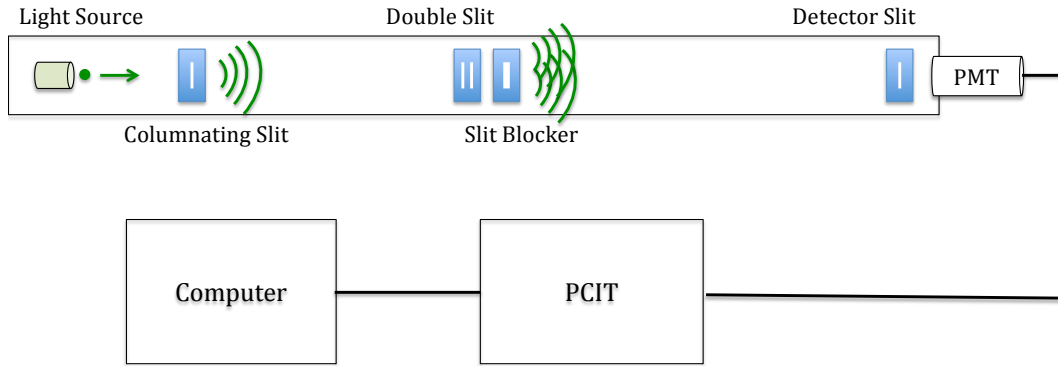 Light Source
Double Slit
Detector Slit
PMT
Columnating Slit
Slit Blocker
Computer
PCIT